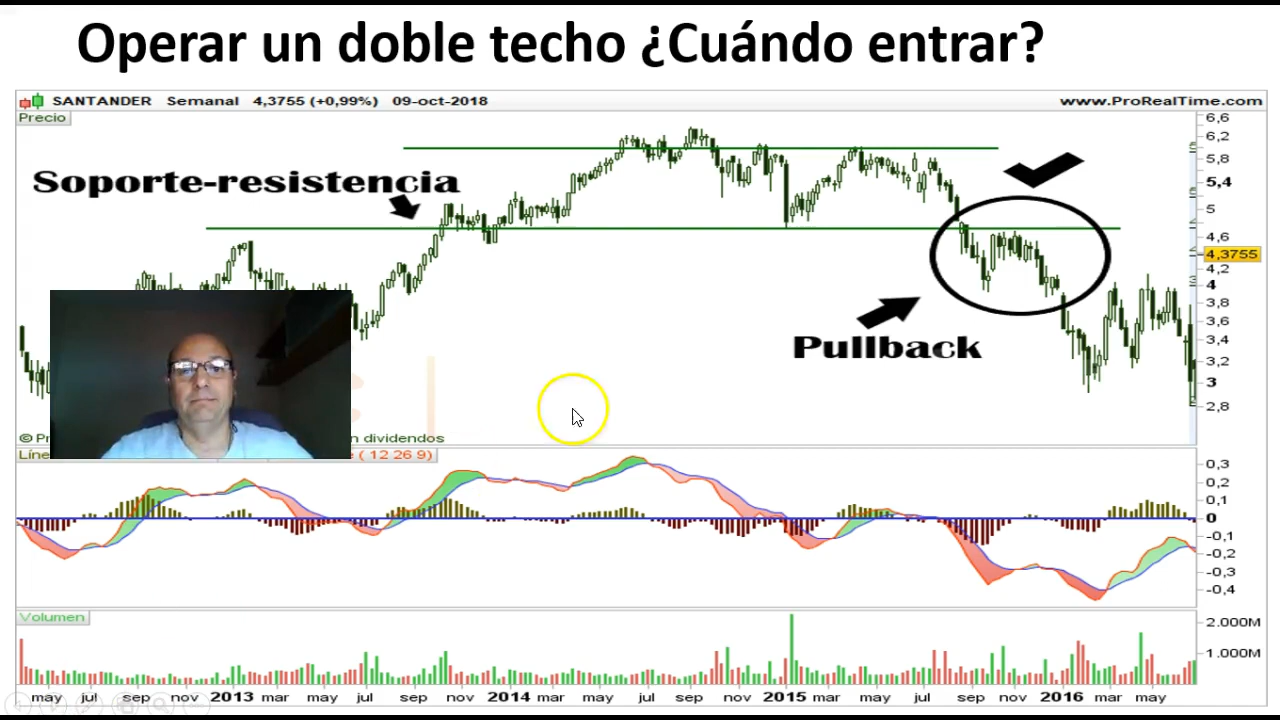 Operar un doble techo ¿Cuándo entrar?
SANTANDER Semanal 4,3755 (+0,99%) 09-oct-2018 www.ProRealTime.com
Precio
6,6
6,2
5,8
5,4
5
4,6
4,3755
4,2
4
3,8
3,6
3,4
3,2
3
2,8
Soporte-resistencia
Pullback
dividendos
( 12 26 9)
0,3
0,2
0,1
0
-0,1
-0,2
-0,3
-0,4
Volumen
2.000M
1.000M
may jul sep nov 2013 mar may jul sep nov 2014 mar may jul sep nov 2015 mar may jul sep nov 2016 mar may